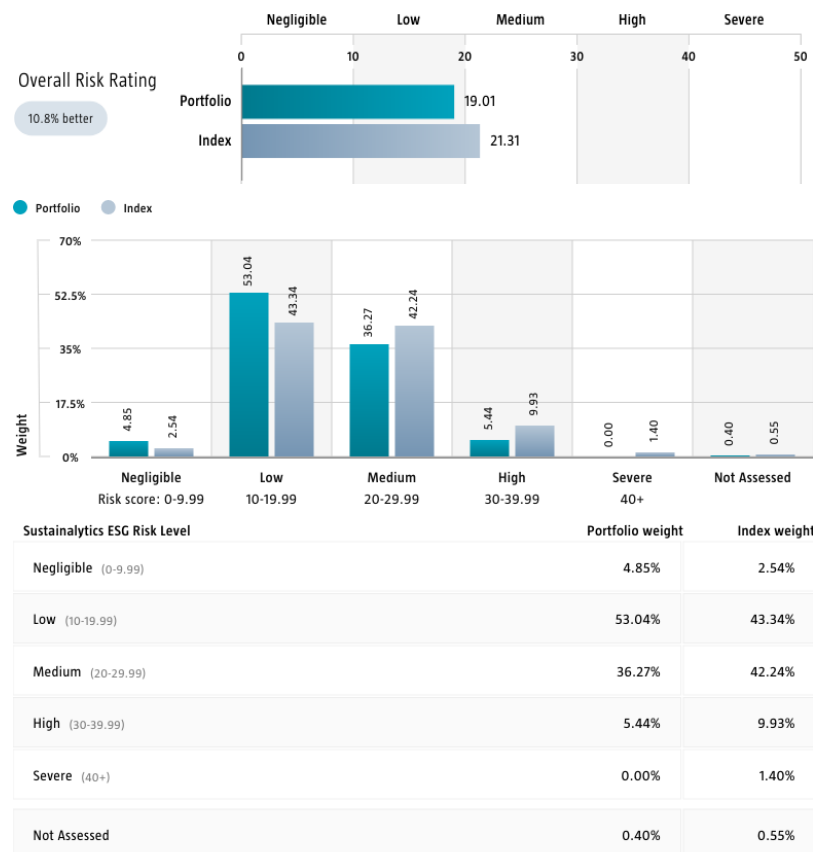 Negligible Low Medium High Severe
0 10 20 30 40 50
Overall Risk Rating
10.8% better
Portfolio 19.01
Index 21.31
Portfolio Index
70%
52.5%
35%
17.5%
0%
Weight
4.85 2.54 53.04 43.34 36.27 42.24 5.44 9.93 0.00 1.40 0.40 0.55
Negligible Low Medium High Severe Not Assessed
Risk score: 0-9.99 10-19.99 20-29.99 30-39.99 40+
Sustainalytics ESG Risk Level Portfolio weight Index weight
Negligible (0-9.99) 4.85% 2.54%
Low (10-19.99) 53.04% 43.34%
Medium (20-29.99) 36.27% 42.24%
High (30-39.99) 5.44% 9.93%
Severe (40+) 0.00% 1.40%
Not Assessed 0.40% 0.55%